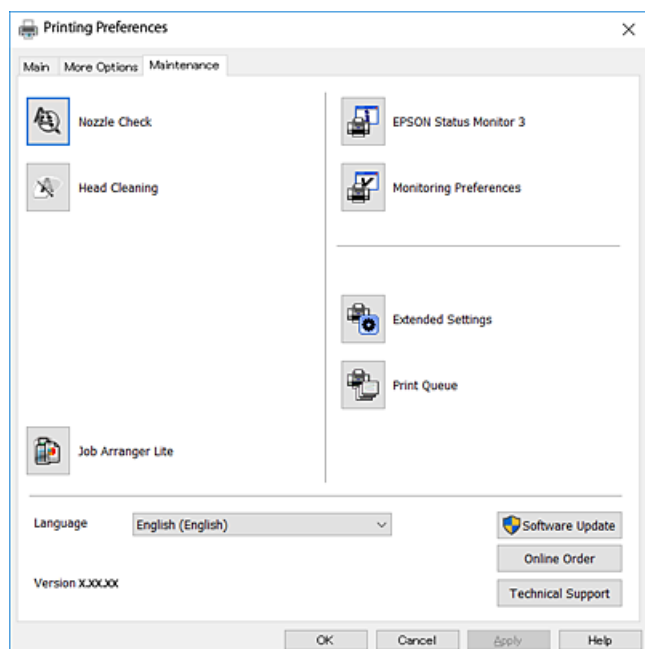 Printing Preferences
Main More Options Maintenance
Nozzle Check
Head Cleaning
Job Arranger Lite
EPSON Status Monitor 3
Monitoring Preferences
Extended Settings
Print Queue
Language English (English)
Version X.XX.XX
Software Update
Online Order
Technical Support
OK Cancel Apply Help